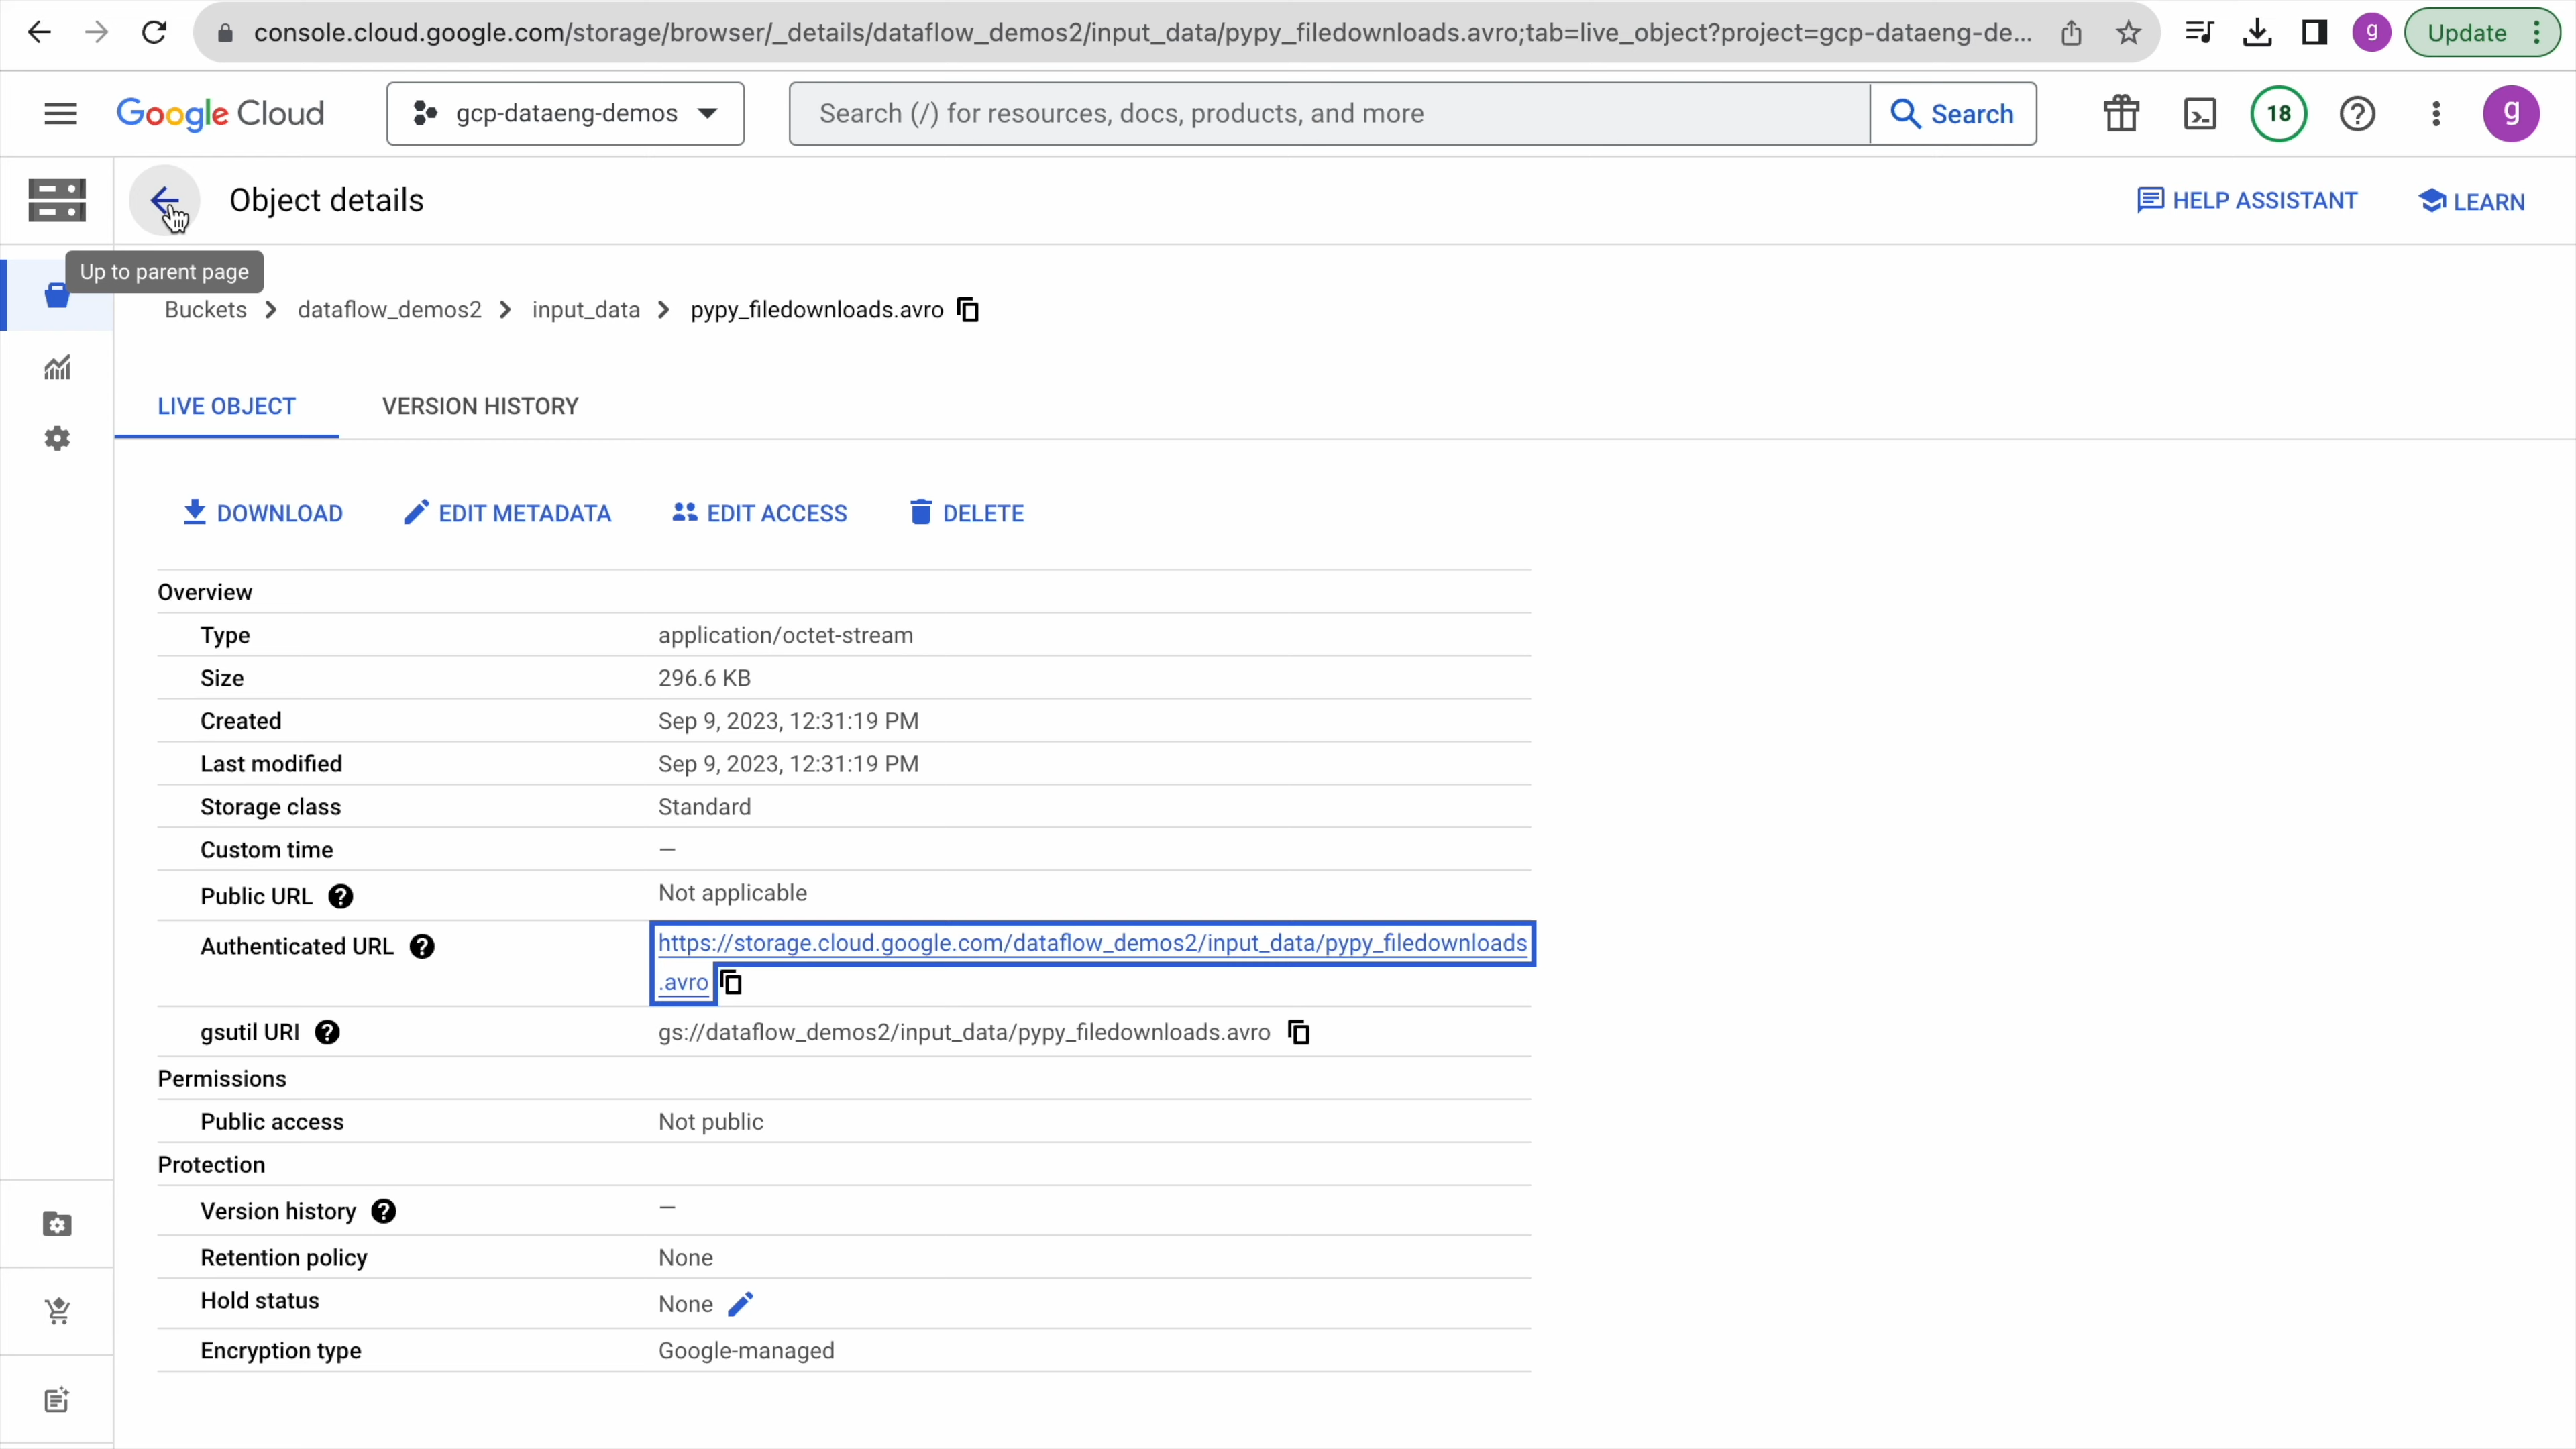 console.cloud.google.com/storage/browser/_details/dataflow_demos2/input_data/pypy_filedownloads.avro;tab=live_object?project=gcp-dataeng-de...
g
Update
Google Cloud
gcp-dataeng-demos
Search (/) for resources, docs, products, and more
Search
18
g
Object details
HELP ASSISTANT
LEARN
Up to parent page
Buckets > dataflow_demos2 > input_data > pypy_filedownloads.avro
LIVE OBJECT
VERSION HISTORY
DOWNLOAD
EDIT METADATA
EDIT ACCESS
DELETE
Overview
Type application/octet-stream
Size 296.6 KB
Created Sep 9, 2023, 12:31:19 PM
Last modified Sep 9, 2023, 12:31:19 PM
Storage class Standard
Custom time —
Public URL Not applicable
Authenticated URL https://storage.cloud.google.com/dataflow_demos2/input_data/pypy_filedownloads
.avro
gsutil URI gs://dataflow_demos2/input_data/pypy_filedownloads.avro
Permissions
Public access Not public
Protection
Version history —
Retention policy None
Hold status None
Encryption type Google-managed